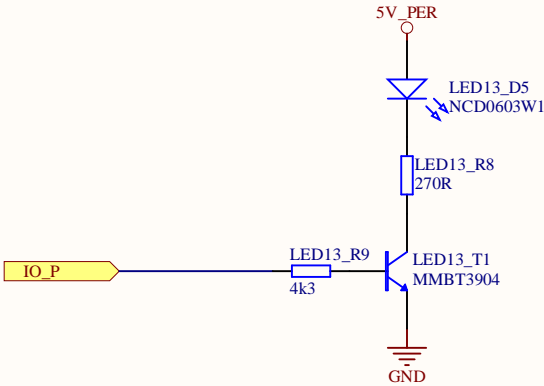 5V_PER
LED13_D5
NCD0603W1
LED13_R8
270R
LED13_R9
4k3
LED13_T1
MMBT3904
IO_P
GND